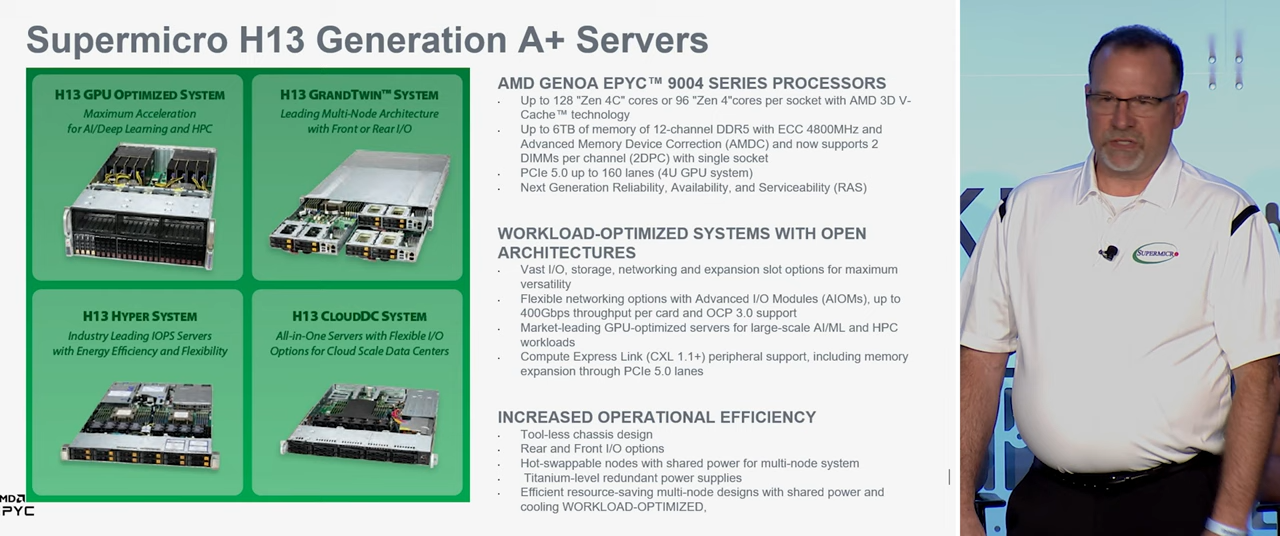 Supermicro H13 Generation A+ Servers
H13 GPU OPTIMIZED SYSTEM
Maximum Acceleration
for AI/Deep Learning and HPC
H13 GRANDTWIN™ SYSTEM
Leading Multi-Node Architecture
with Front or Rear I/O
H13 HYPER SYSTEM
Industry Leading IOPS Servers
with Energy Efficiency and Flexibility
H13 CLOUDDC SYSTEM
All-in-One Servers with Flexible I/O
Options for Cloud Scale Data Centers
AMD GENOA EPYC™ 9004 SERIES PROCESSORS
· Up to 128 "Zen 4C" cores or 96 "Zen 4"cores per socket with AMD 3D V-
Cache™ technology
· Up to 6TB of memory of 12-channel DDR5 with ECC 4800MHz and
Advanced Memory Device Correction (AMDC) and now supports 2
DIMMs per channel (2DPC) with single socket
· PCIe 5.0 up to 160 lanes (4U GPU system)
· Next Generation Reliability, Availability, and Serviceability (RAS)
WORKLOAD-OPTIMIZED SYSTEMS WITH OPEN
ARCHITECTURES
· Vast I/O, storage, networking and expansion slot options for maximum
versatility
· Flexible networking options with Advanced I/O Modules (AIOMs), up to
400Gbps throughput per card and OCP 3.0 support
· Market-leading GPU-optimized servers for large-scale AI/ML and HPC
workloads
· Compute Express Link (CXL 1.1+) peripheral support, including memory
expansion through PCIe 5.0 lanes
INCREASED OPERATIONAL EFFICIENCY
· Tool-less chassis design
· Rear and Front I/O options
· Hot-swappable nodes with shared power for multi-node system
· Titanium-level redundant power supplies
· Efficient resource-saving multi-node designs with shared power and
cooling WORKLOAD-OPTIMIZED,
MD
PYC
SUPERMICRO